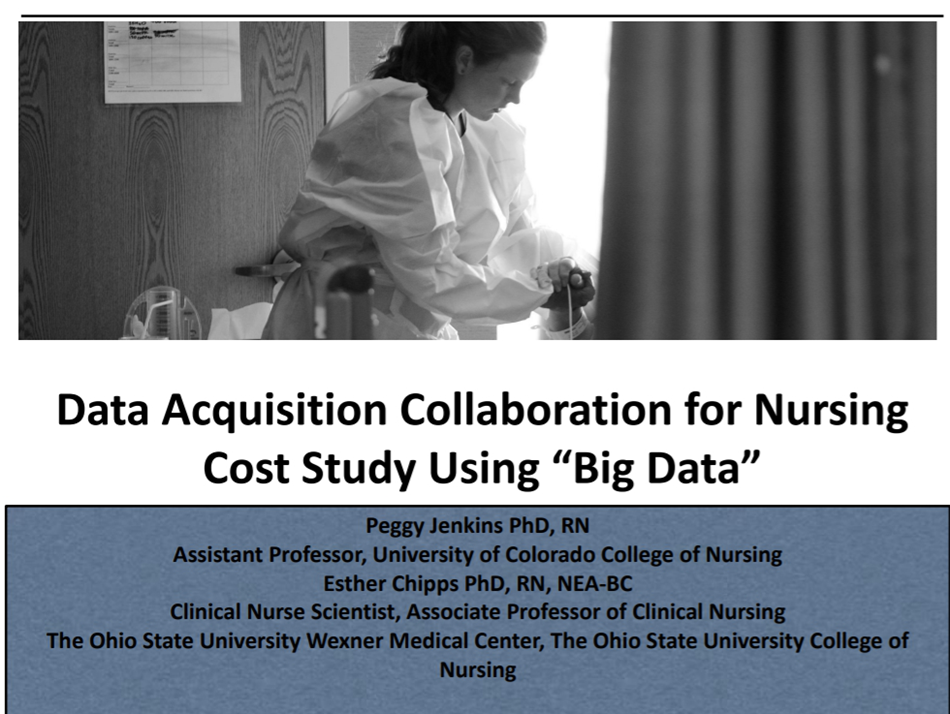 Data Acquisition Collaboration for Nursing
Cost Study Using “Big Data”
Peggy Jenkins PhD, RN
Assistant Professor, University of Colorado College of Nursing
Esther Chipps PhD, RN, NEA-BC
Clinical Nurse Scientist, Associate Professor of Clinical Nursing
The Ohio State University Wexner Medical Center, The Ohio State University College of
Nursing